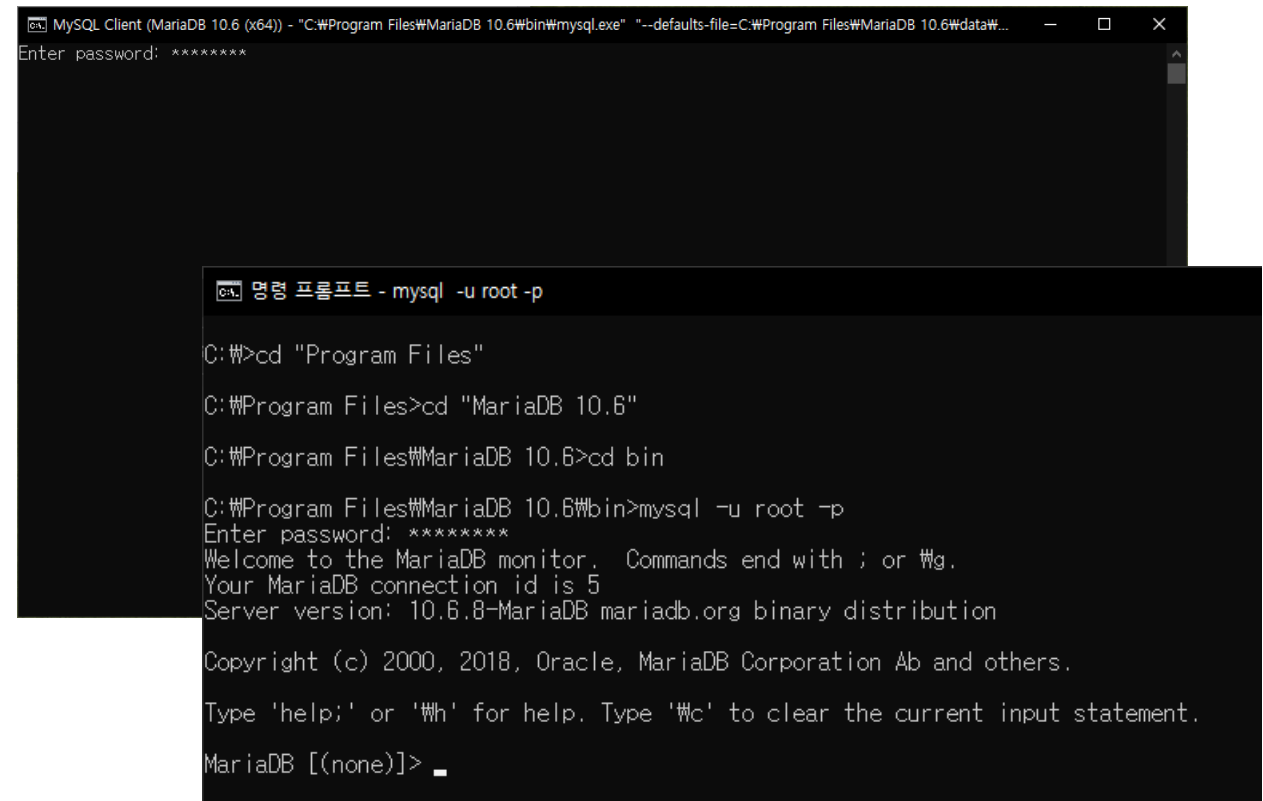 MySQL Client (MariaDB 10.6 (x64)) - "C:₩Program Files₩MariaDB 10.6₩bin₩mysql.exe" "--defaults-file=C:₩Program Files₩MariaDB 10.6₩data₩...
Enter password: ********
명령 프롬프트 - mysql -u root -p
C:₩>cd "Program Files"
C:₩Program Files>cd "MariaDB 10.6"
C:₩Program Files₩MariaDB 10.6>cd bin
C:₩Program Files₩MariaDB 10.6₩bin>mysql -u root -p
Enter password: ********
Welcome to the MariaDB monitor.  Commands end with ; or ₩g.
Your MariaDB connection id is 5
Server version: 10.6.8-MariaDB mariadb.org binary distribution
Copyright (c) 2000, 2018, Oracle, MariaDB Corporation Ab and others.
Type 'help;' or '₩h' for help. Type '₩c' to clear the current input statement.
MariaDB [(none)]>